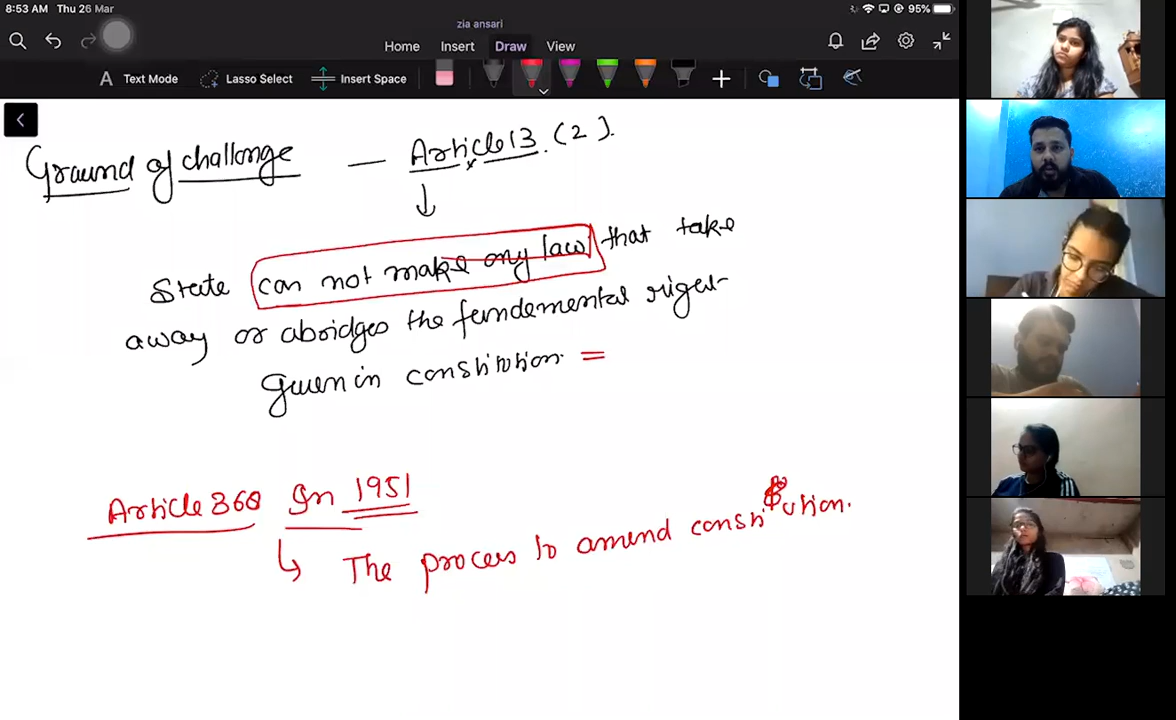 8:53 AM Thu 26 Mar
95%
zia ansari
Home Insert Draw View
A Text Mode Lasso Select Insert Space
Ground of challenge — Article 13. (2).
State can not make any law that take
away or abridges the fundemental right
given in constitution =
Article 368 In 1951
The process to amend constitution.